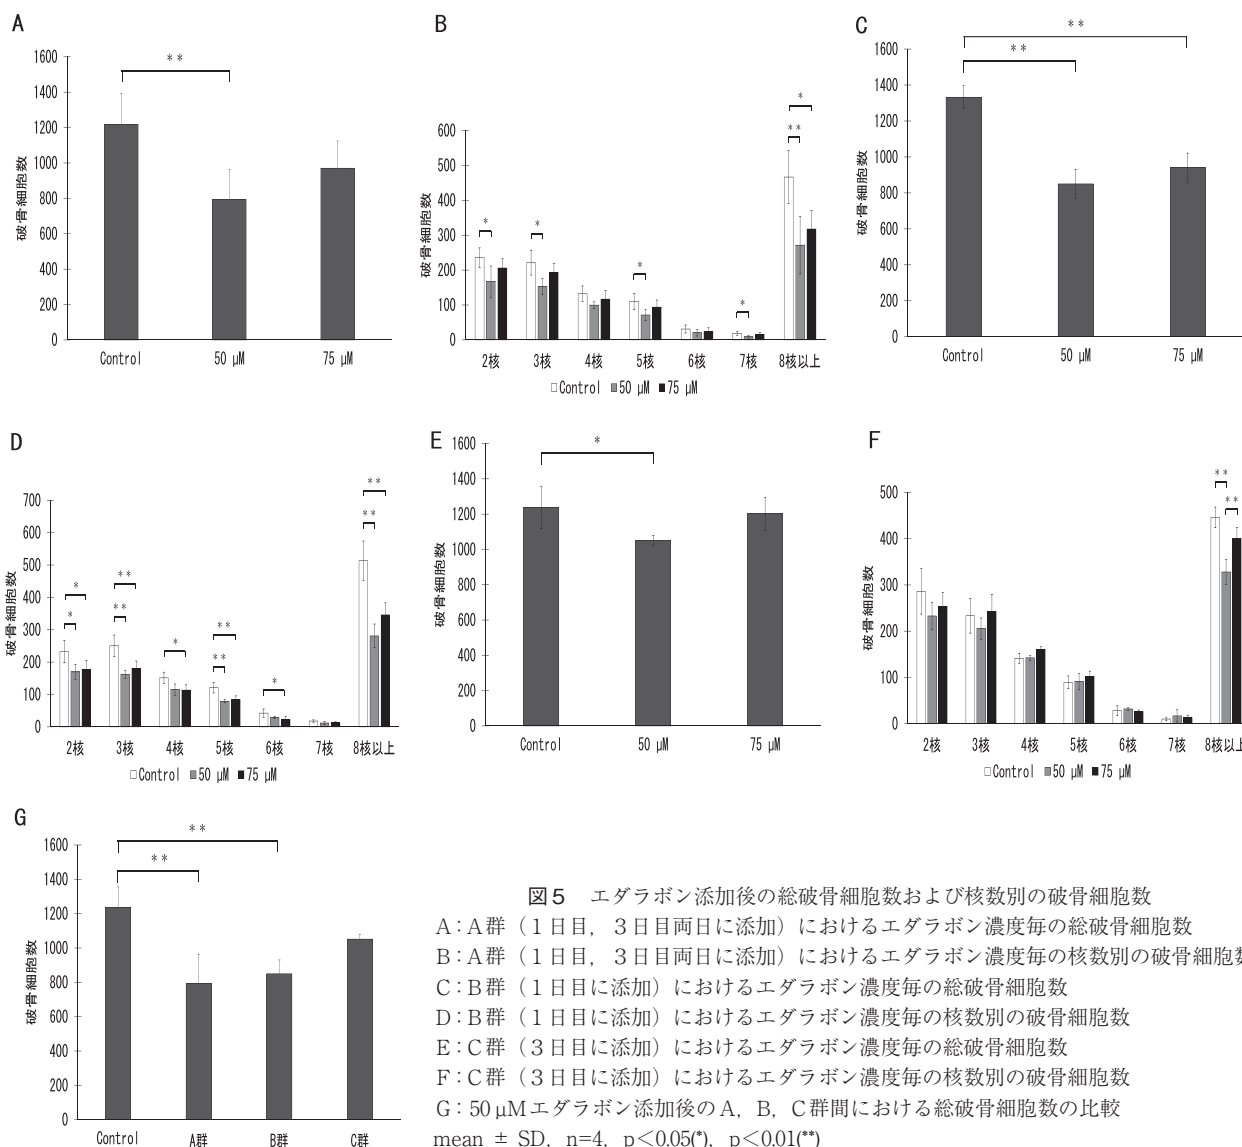 A
**
1600
1400
1200
1000
800
600
400
200
0
破骨細胞数
Control 50 μM 75 μM
B
600
500
400
300
200
100
0
破骨細胞数
* * * * ** *
2核 3核 4核 5核 6核 7核 8核以上
Control 50 μM 75 μM
C
**
**
1600
1400
1200
1000
800
600
400
200
0
破骨細胞数
Control 50 μM 75 μM
D
700
600
500
400
300
200
100
0
破骨細胞数
* * ** ** * ** ** * ** **
2核 3核 4核 5核 6核 7核 8核以上
Control 50 μM 75 μM
E
*
1600
1400
1200
1000
800
600
400
200
0
破骨細胞数
Control 50 μM 75 μM
F
500
400
300
200
100
0
破骨細胞数
** **
2核 3核 4核 5核 6核 7核 8核以上
Control 50 μM 75 μM
G
**
**
1600
1400
1200
1000
800
600
400
200
0
破骨細胞数
Control A群 B群 C群
図5 エダラボン添加後の総破骨細胞数および核数別の破骨細胞数
A：A群（1日目，3日目両日に添加）におけるエダラボン濃度毎の総破骨細胞数
B：A群（1日目，3日目両日に添加）におけるエダラボン濃度毎の核数別の破骨細胞数
C：B群（1日目に添加）におけるエダラボン濃度毎の総破骨細胞数
D：B群（1日目に添加）におけるエダラボン濃度毎の核数別の破骨細胞数
E：C群（3日目に添加）におけるエダラボン濃度毎の総破骨細胞数
F：C群（3日目に添加）におけるエダラボン濃度毎の核数別の破骨細胞数
G：50 μMエダラボン添加後のA，B，C群間における総破骨細胞数の比較
mean ± SD，n=4，p＜0.05(*)，p＜0.01(**)